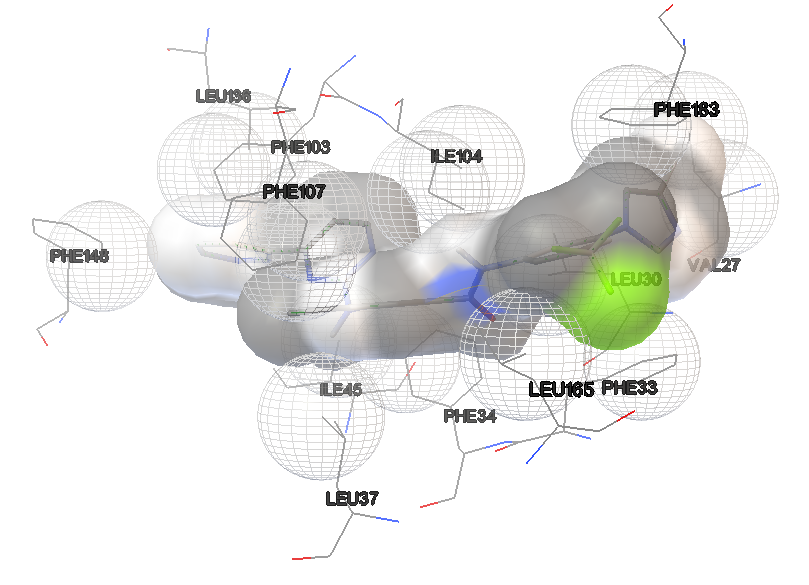 LEU136
PHE183
PHE103
ILE104
PHE107
PHE148
LEU30
VAL27
ILE45
LEU165
PHE33
PHE34
LEU37